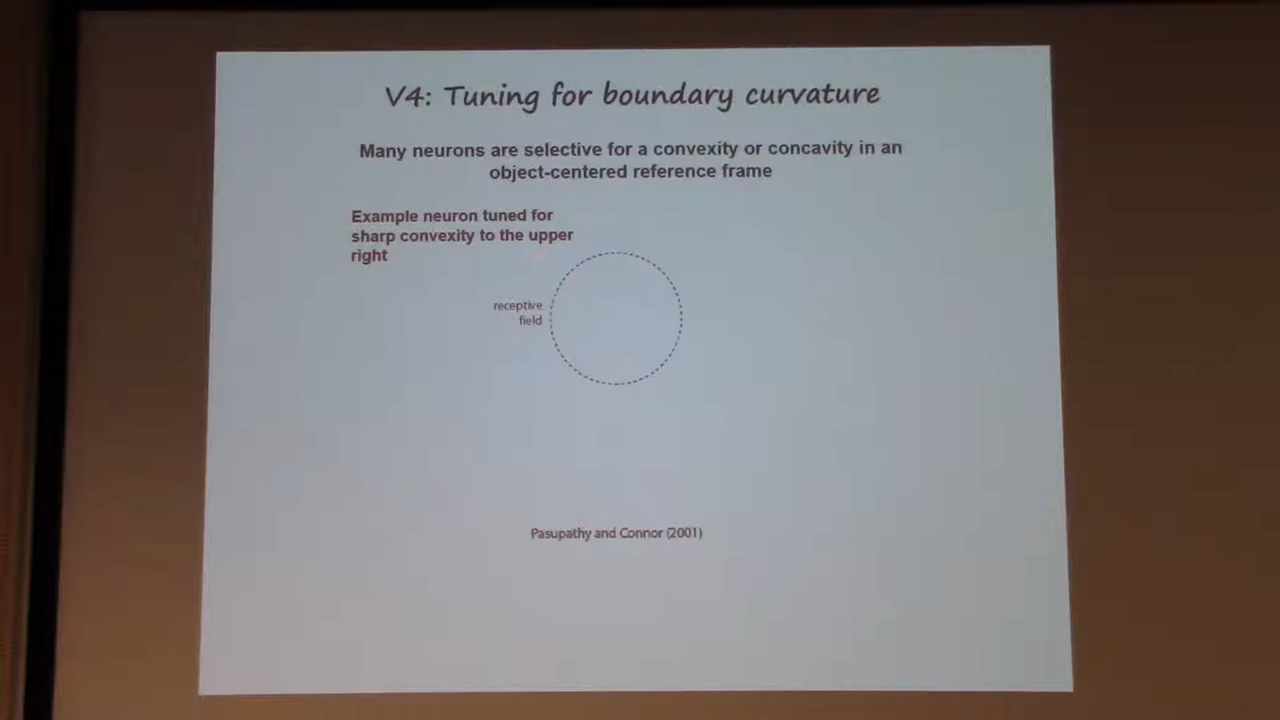 V4: Tuning for boundary curvature
Many neurons are selective for a convexity or concavity in an
object-centered reference frame
Example neuron tuned for
sharp convexity to the upper
right
receptive
field
Pasupathy and Connor (2001)